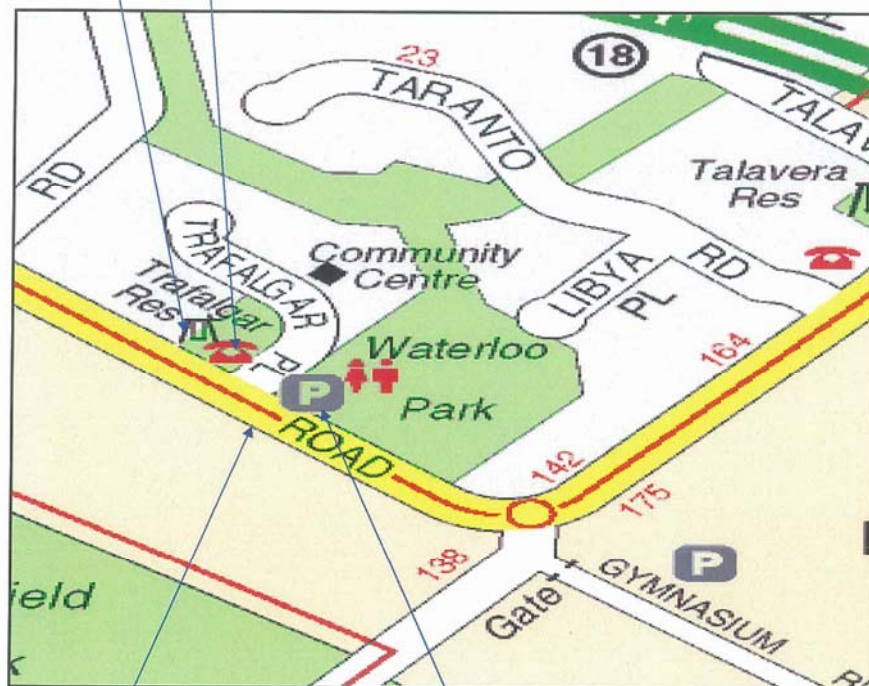 23
18
TARANTO
TALAV
Talavera
Res
RD
Community
Centre
TRAFALGAR
PL
Trafalgar
Res
LIBYA
PL
RD
164
Waterloo
Park
P
ROAD
142
175
138
P
Gate
GYMNASIUM
ield
k